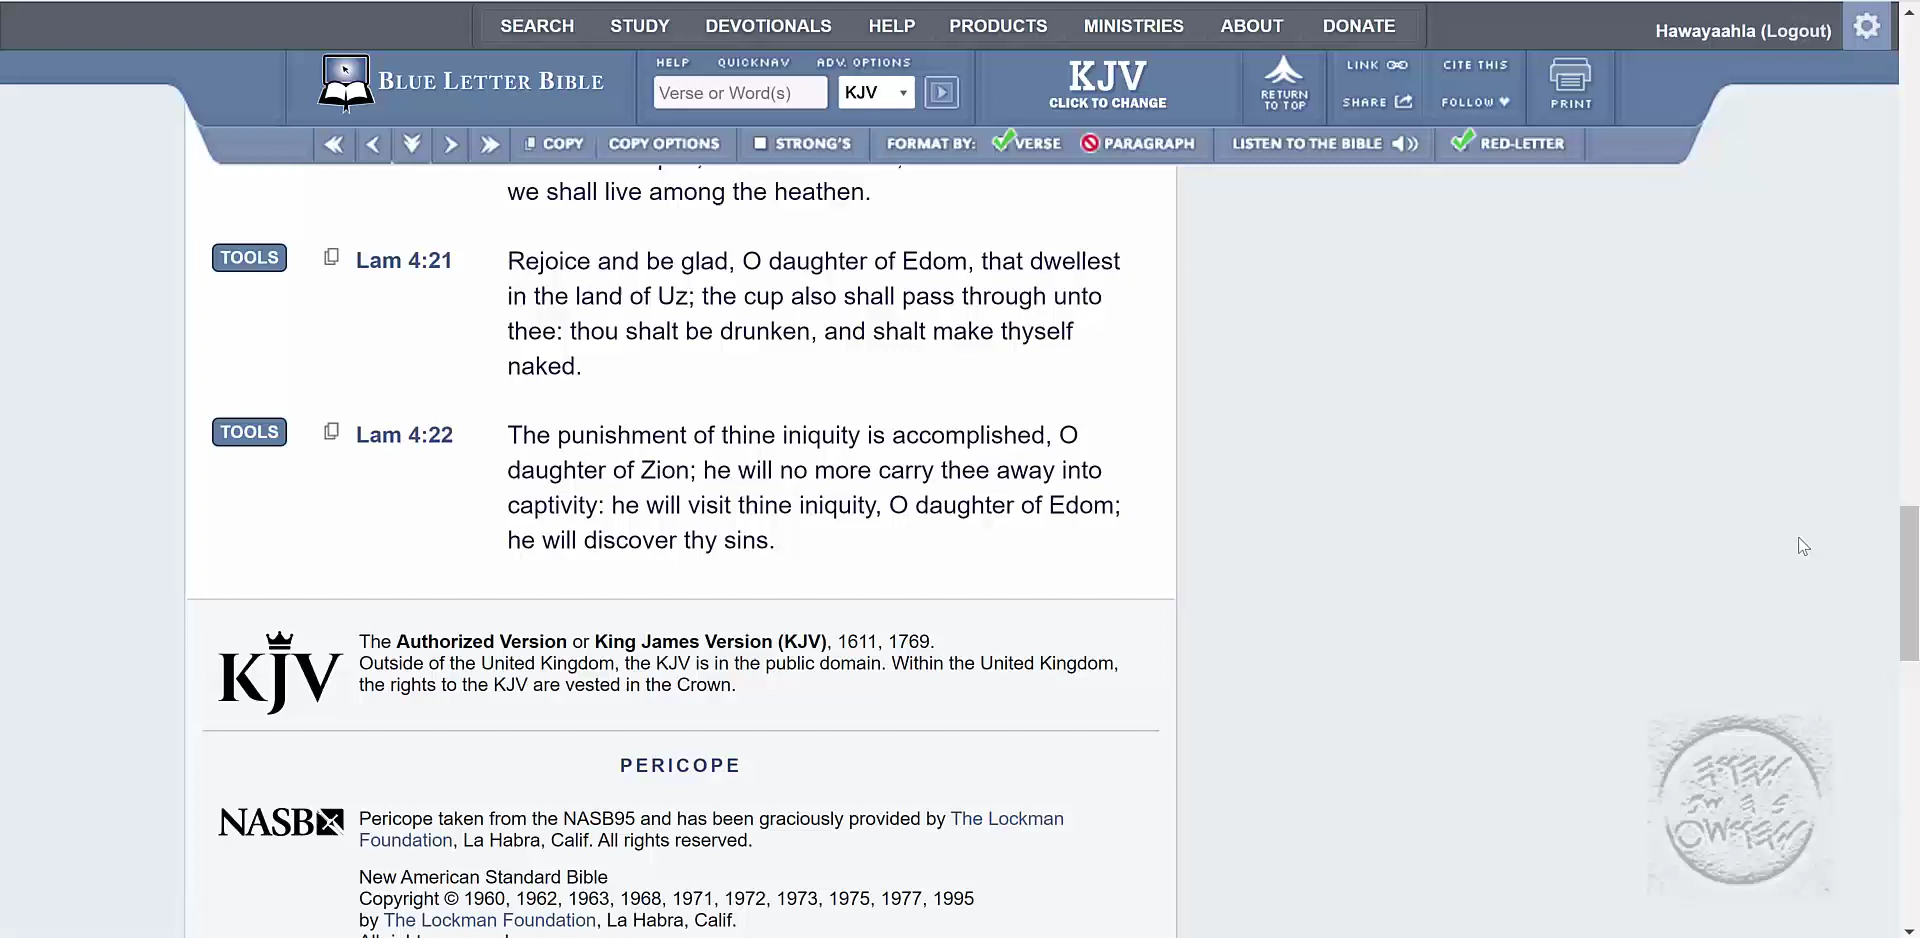 SEARCH STUDY DEVOTIONALS HELP PRODUCTS MINISTRIES ABOUT DONATE
Hawayaahla (Logout)
BLUE LETTER BIBLE
HELP QUICKNAV ADV. OPTIONS
Verse or Word(s) KJV
KJV
CLICK TO CHANGE
RETURN
TO TOP
LINK
SHARE
CITE THIS
FOLLOW
PRINT
COPY COPY OPTIONS STRONG'S FORMAT BY: VERSE PARAGRAPH LISTEN TO THE BIBLE RED-LETTER
we shall live among the heathen.
TOOLS Lam 4:21 Rejoice and be glad, O daughter of Edom, that dwellest
in the land of Uz; the cup also shall pass through unto
thee: thou shalt be drunken, and shalt make thyself
naked.
TOOLS Lam 4:22 The punishment of thine iniquity is accomplished, O
daughter of Zion; he will no more carry thee away into
captivity: he will visit thine iniquity, O daughter of Edom;
he will discover thy sins.
KJV
The Authorized Version or King James Version (KJV), 1611, 1769.
Outside of the United Kingdom, the KJV is in the public domain. Within the United Kingdom,
the rights to the KJV are vested in the Crown.
PERICOPE
NASB
Pericope taken from the NASB95 and has been graciously provided by The Lockman
Foundation, La Habra, Calif. All rights reserved.
New American Standard Bible
Copyright © 1960, 1962, 1963, 1968, 1971, 1972, 1973, 1975, 1977, 1995
by The Lockman Foundation, La Habra, Calif.